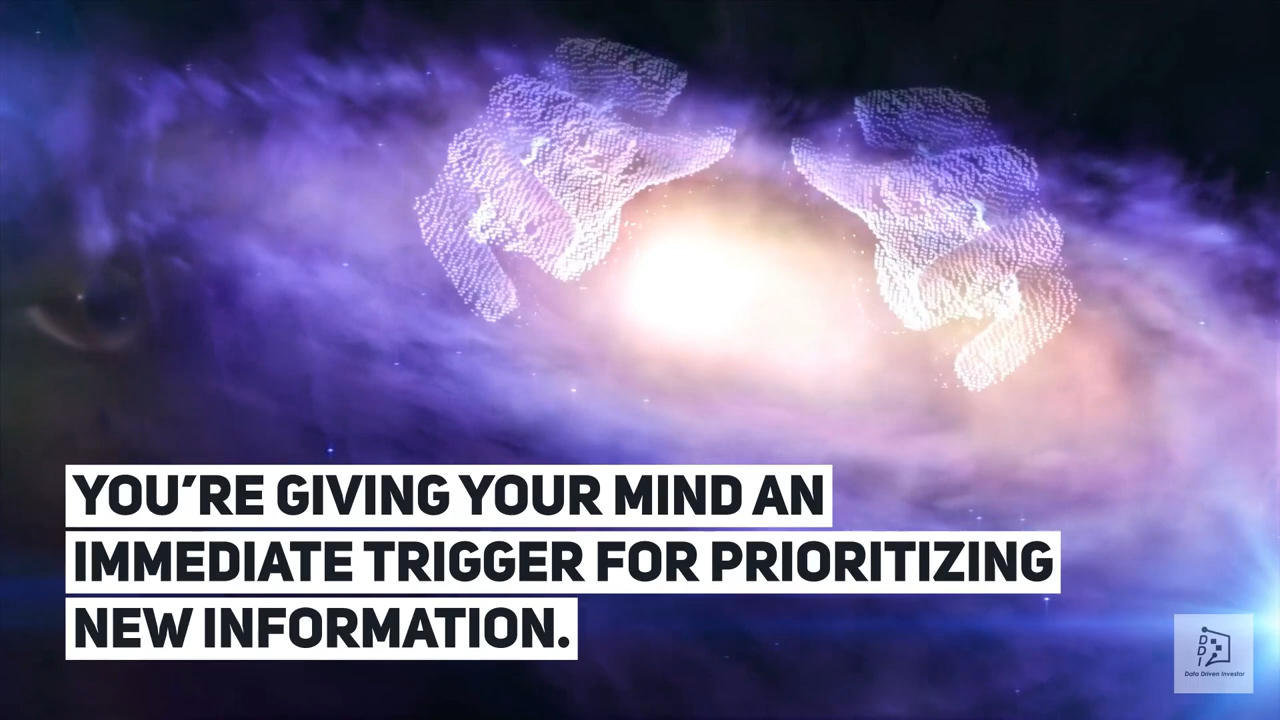 YOU’RE GIVING YOUR MIND AN
IMMEDIATE TRIGGER FOR PRIORITIZING
NEW INFORMATION.
D
D
I
Data Driven Investor